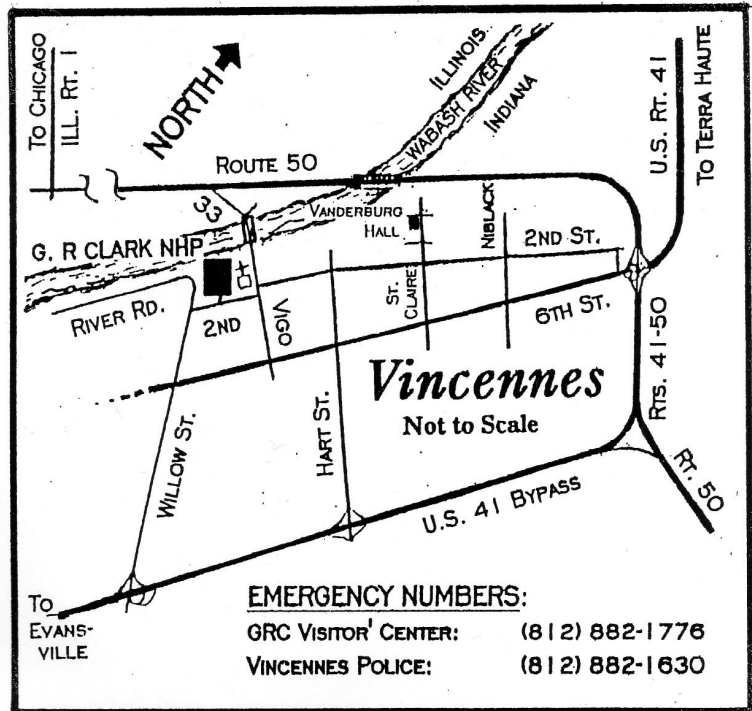 TO CHICAGO
ILL. RT. 1
NORTH
ILLINOIS
WABASH RIVER
INDIANA
U.S. RT. 41
TO TERRA HAUTE
ROUTE 50
33
VANDERBURG
HALL
NIBLACK
2ND ST.
G. R CLARK NHP
ST.
CLAIRE
RIVER RD.
2ND
VIGO
6TH ST.
Vincennes
Not to Scale
RTS. 41-50
WILLOW ST.
HART ST.
U.S. 41 BYPASS
RT. 50
TO
EVANS-
VILLE
EMERGENCY NUMBERS:
GRC VISITOR' CENTER: (812) 882-1776
VINCENNES POLICE: (812) 882-1630